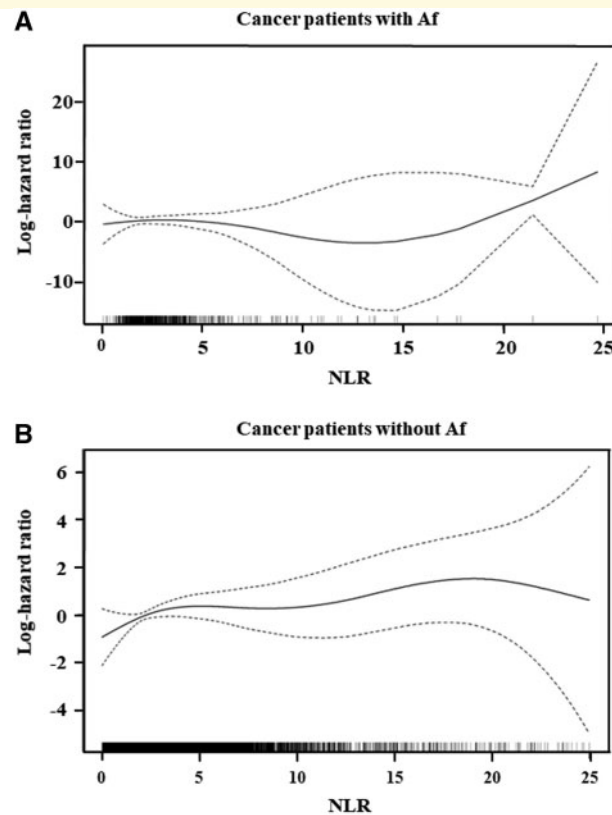 A
Cancer patients with Af
Log-hazard ratio
20
10
0
-10
0 5 10 15 20 25
NLR
B
Cancer patients without Af
Log-hazard ratio
6
4
2
0
-2
-4
0 5 10 15 20 25
NLR